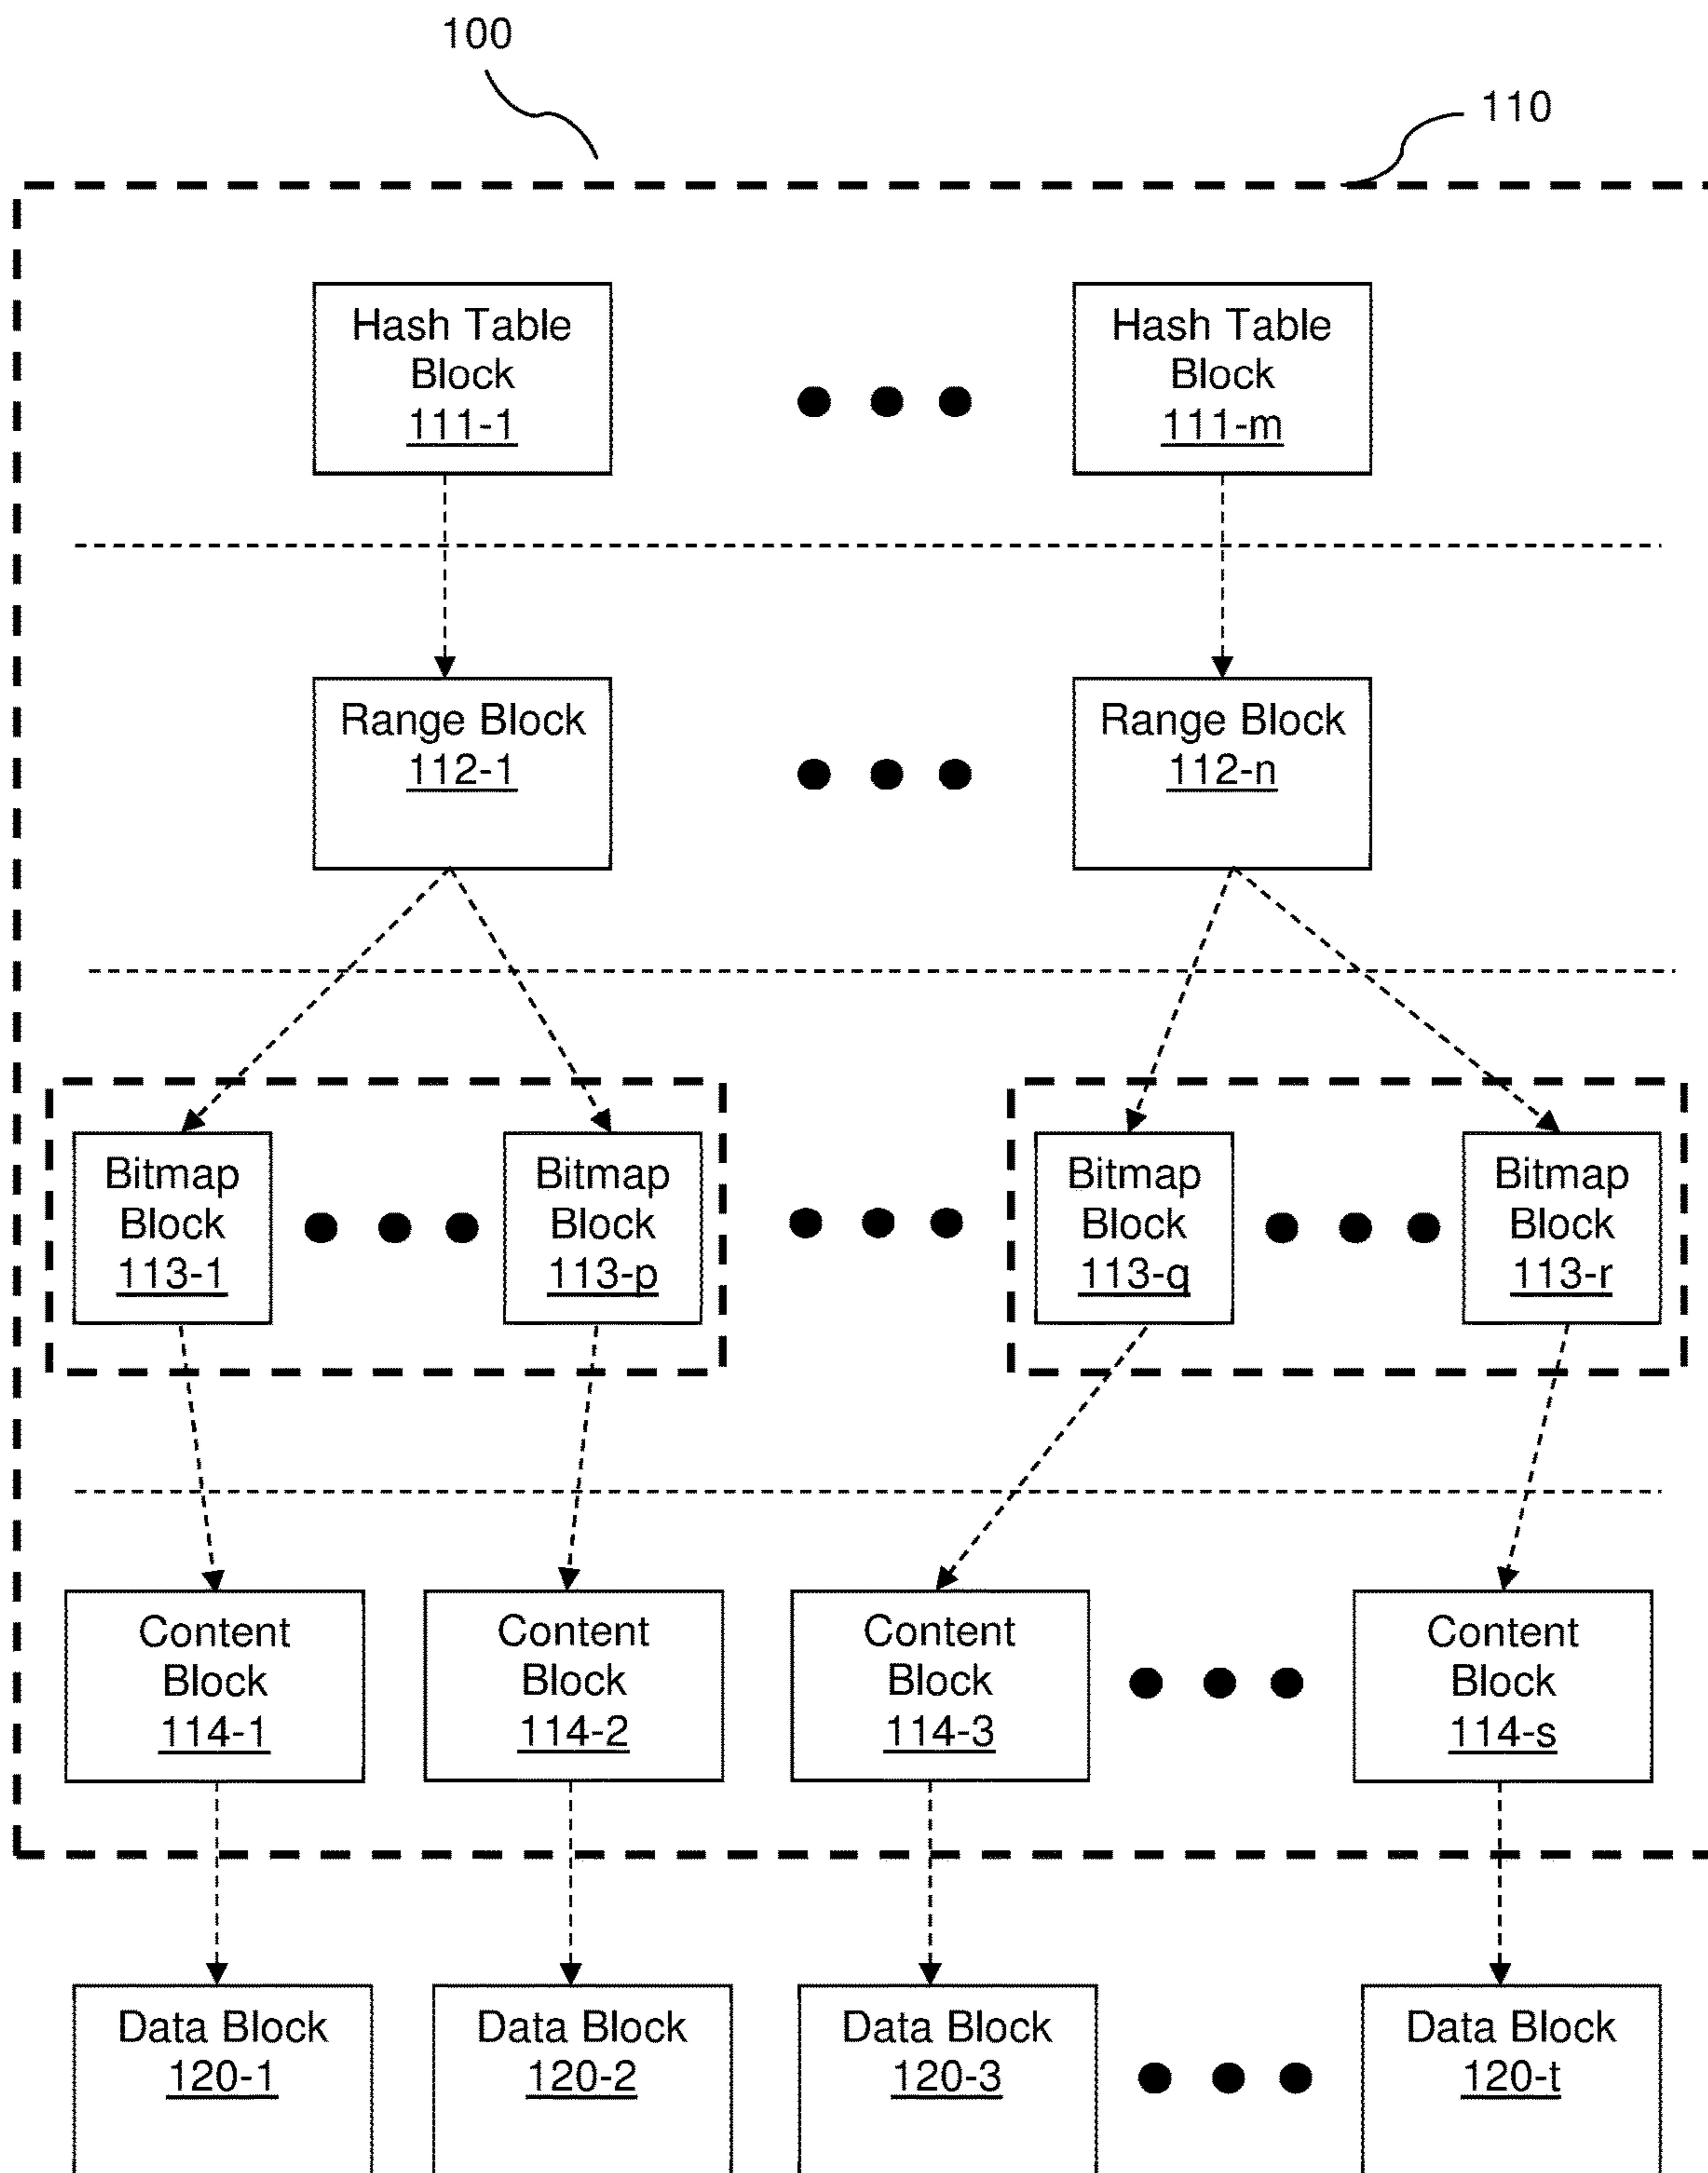 100
110
Hash Table
Block
111-1
Hash Table
Block
111-m
Range Block
112-1
Range Block
112-n
Bitmap
Block
113-1
Bitmap
Block
113-p
Bitmap
Block
113-q
Bitmap
Block
113-r
Content
Block
114-1
Content
Block
114-2
Content
Block
114-3
Content
Block
114-s
Data Block
120-1
Data Block
120-2
Data Block
120-3
Data Block
120-t